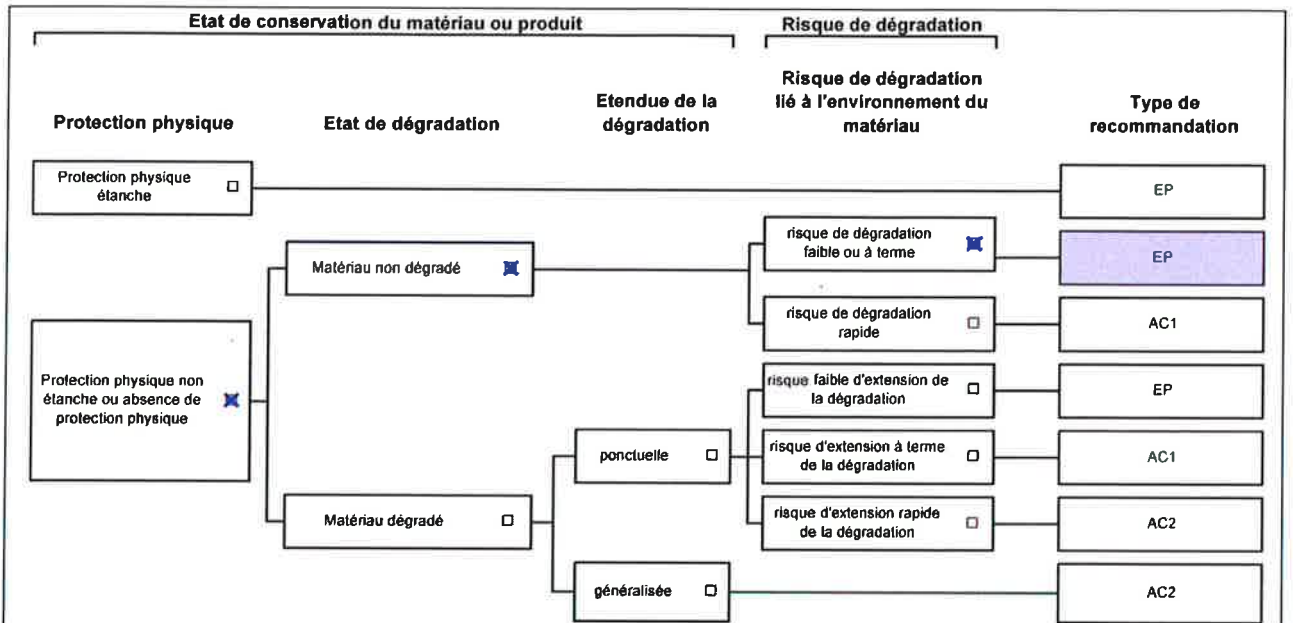 Etat de conservation du matériau ou produit
Risque de dégradation
Protection physique
Etat de dégradation
Etendue de la
dégradation
Risque de dégradation
lié à l'environnement du
matériau
Type de
recommandation
Protection physique
étanche
EP
Matériau non dégradé
risque de dégradation
faible ou à terme
EP
risque de dégradation
rapide
AC1
Protection physique non
étanche ou absence de
protection physique
risque faible d'extension de
la dégradation
EP
ponctuelle
risque d'extension à terme
de la dégradation
AC1
Matériau dégradé
risque d'extension rapide
de la dégradation
AC2
généralisée
AC2